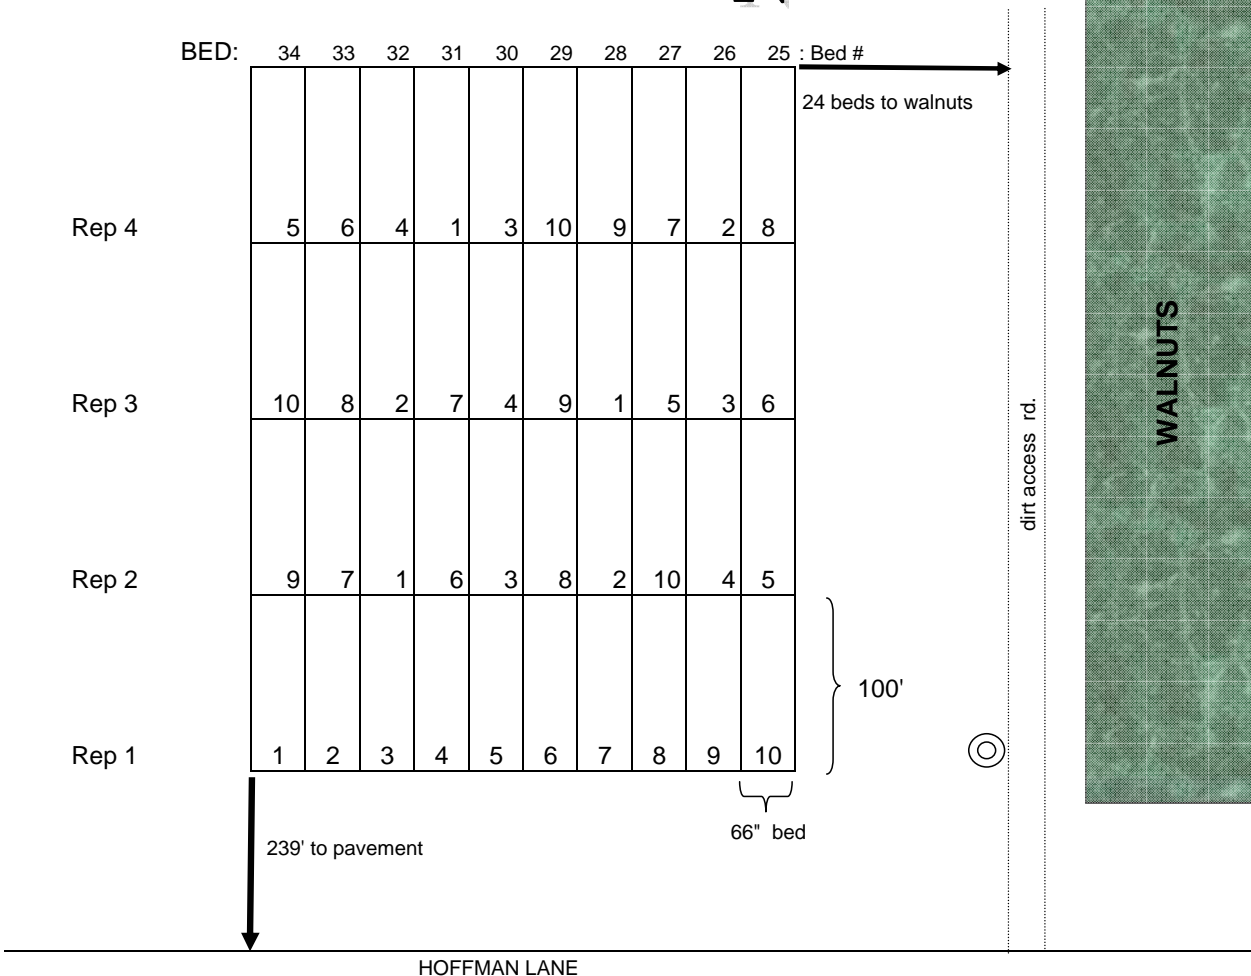 BED: 34 33 32 31 30 29 28 27 26 25 : Bed #
24 beds to walnuts
Rep 4 5 6 4 1 3 10 9 7 2 8
WALNUTS
Rep 3 10 8 2 7 4 9 1 5 3 6
dirt access rd.
Rep 2 9 7 1 6 3 8 2 10 4 5
100'
Rep 1 1 2 3 4 5 6 7 8 9 10
66" bed
239' to pavement
HOFFMAN LANE